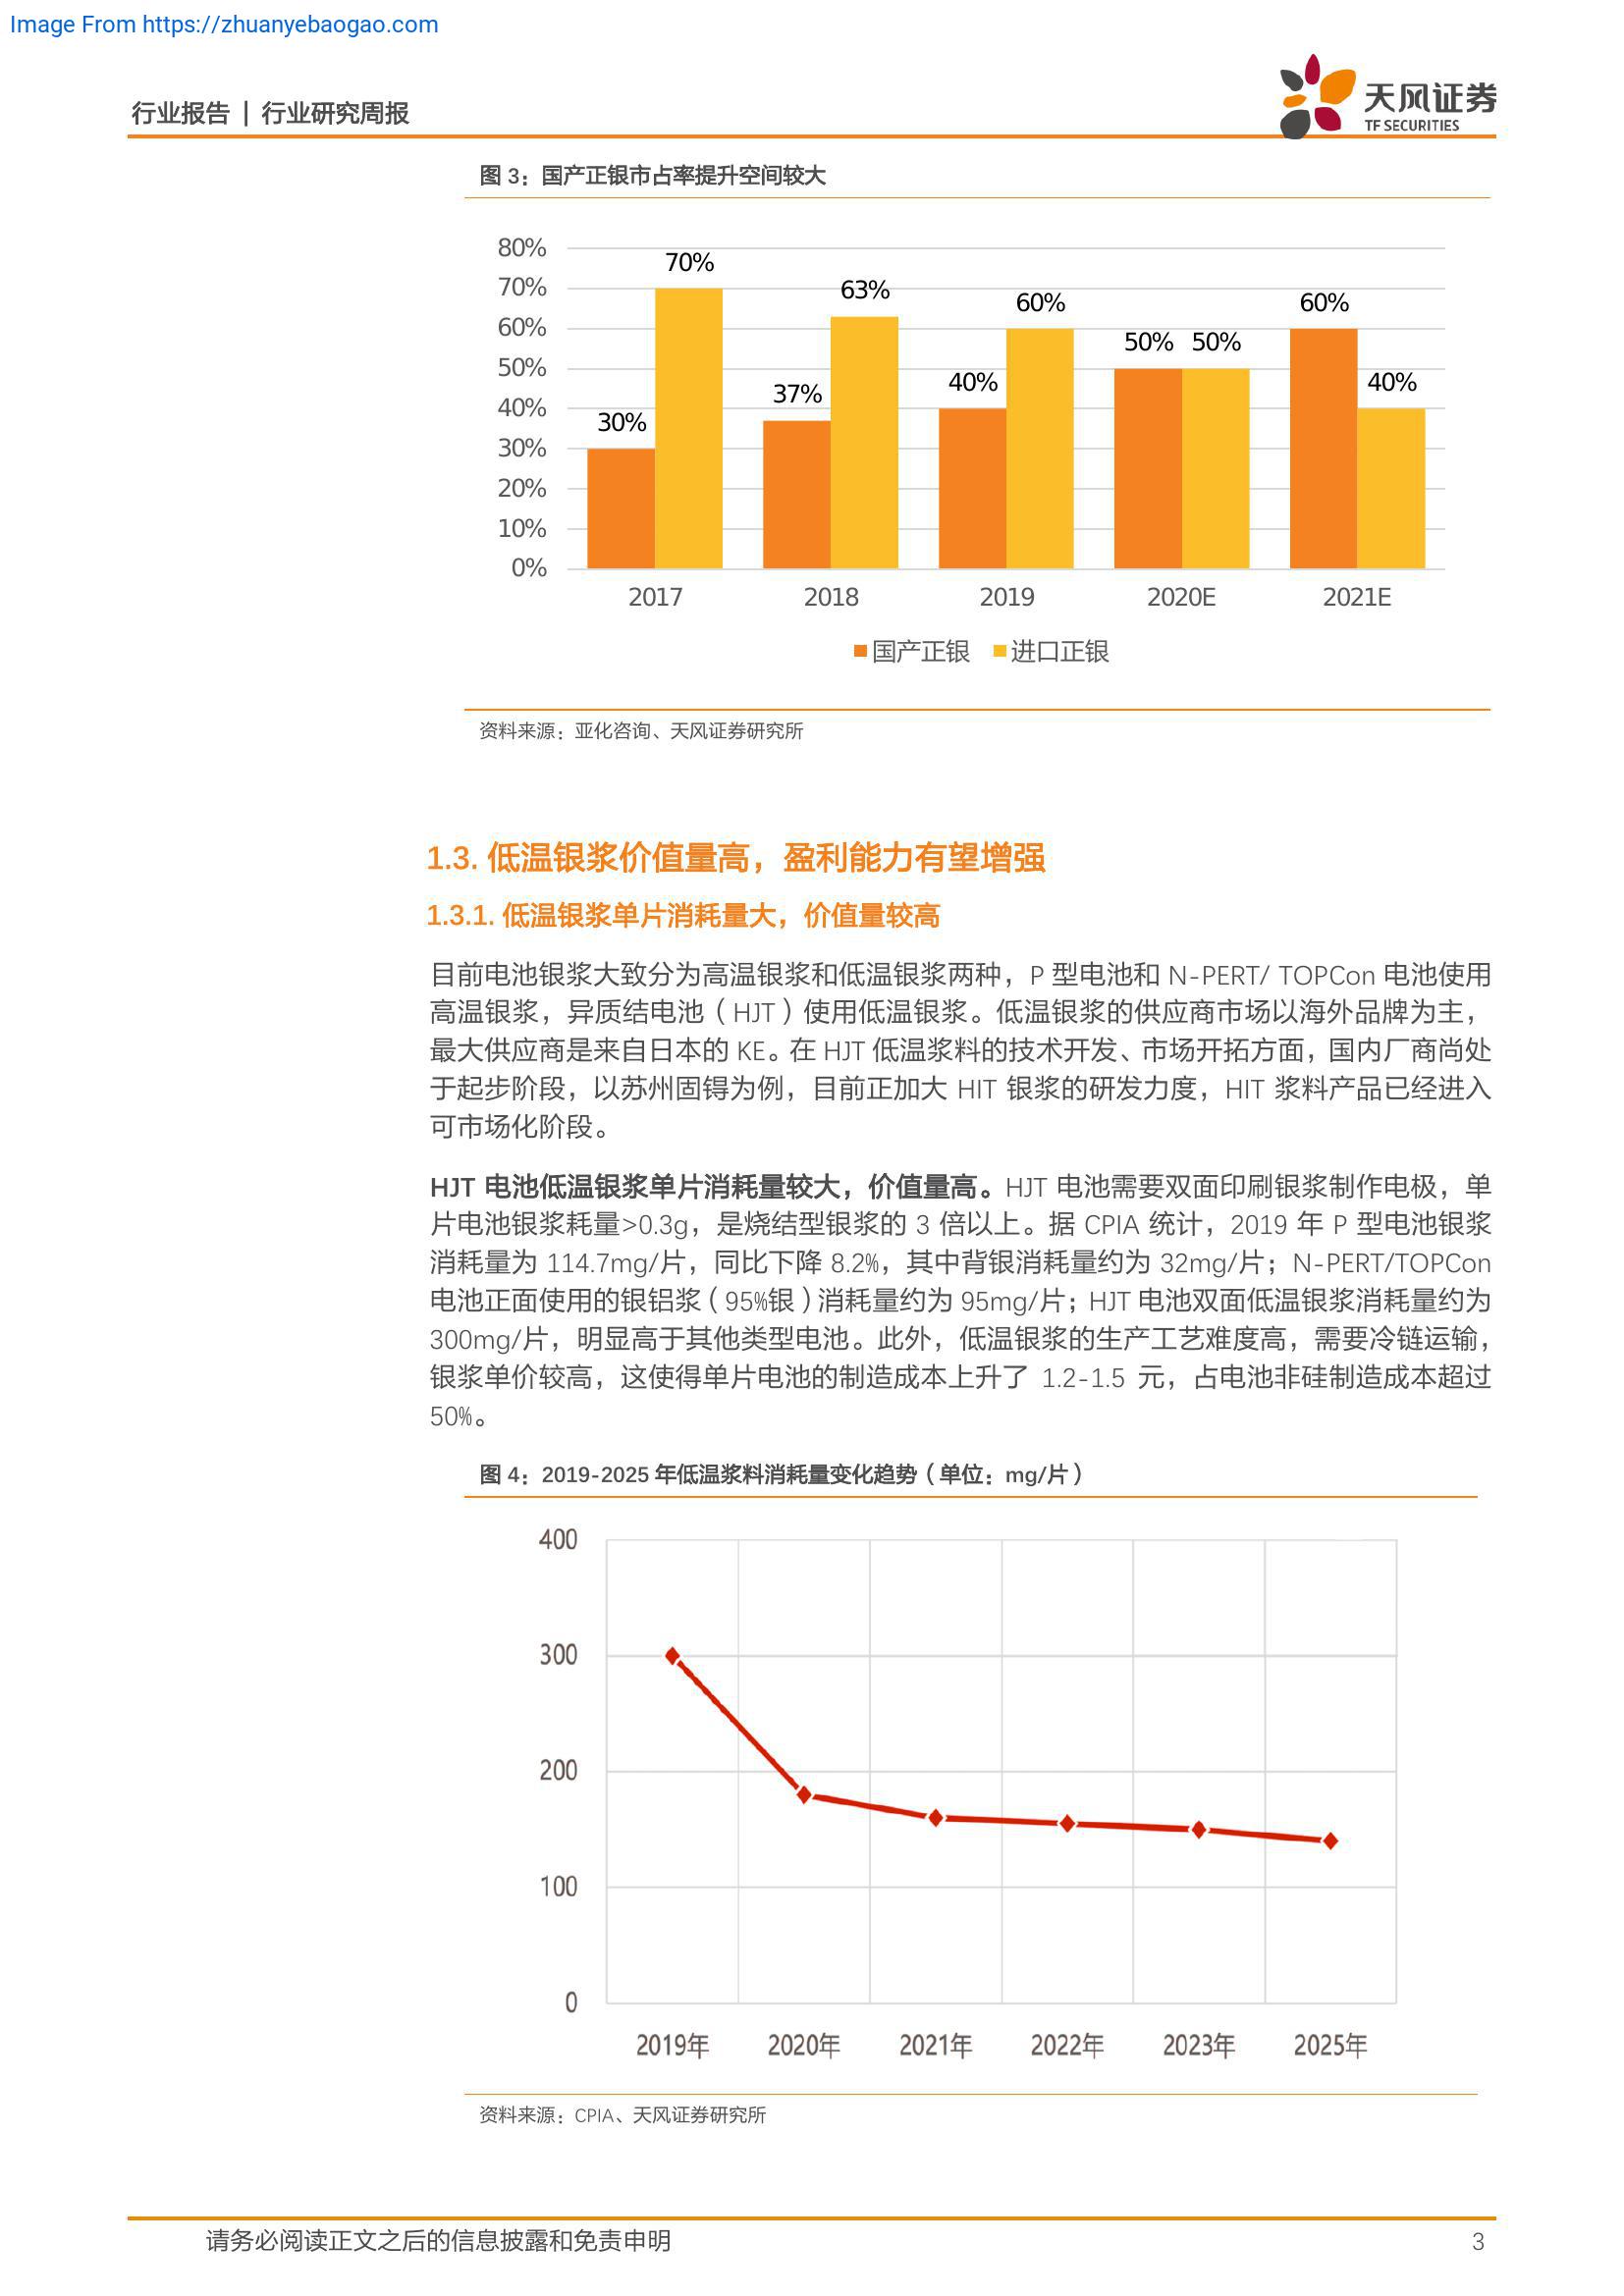 Image From https://zhuanyebaogao.com
行业报告 | 行业研究周报
天风证券
TF SECURITIES
图 3：国产正银市占率提升空间较大
80%
70%
60%
50%
40%
30%
20%
10%
0%
30%
70%
37%
63%
40%
60%
50%
50%
60%
40%
2017
2018
2019
2020E
2021E
国产正银
进口正银
资料来源：亚化咨询、天风证券研究所
1.3. 低温银浆价值量高，盈利能力有望增强
1.3.1. 低温银浆单片消耗量大，价值量较高
目前电池银浆大致分为高温银浆和低温银浆两种，P 型电池和 N-PERT/ TOPCon 电池使用
高温银浆，异质结电池（HJT）使用低温银浆。低温银浆的供应商市场以海外品牌为主，
最大供应商是来自日本的 KE。在 HJT 低温浆料的技术开发、市场开拓方面，国内厂商尚处
于起步阶段，以苏州固锝为例，目前正加大 HIT 银浆的研发力度，HIT 浆料产品已经进入
可市场化阶段。
HJT 电池低温银浆单片消耗量较大，价值量高。HJT 电池需要双面印刷银浆制作电极，单
片电池银浆耗量>0.3g，是烧结型银浆的 3 倍以上。据 CPIA 统计，2019 年 P 型电池银浆
消耗量为 114.7mg/片，同比下降 8.2%，其中背银消耗量约为 32mg/片；N-PERT/TOPCon
电池正面使用的银铝浆（95%银）消耗量约为 95mg/片；HJT 电池双面低温银浆消耗量约为
300mg/片，明显高于其他类型电池。此外，低温银浆的生产工艺难度高，需要冷链运输，
银浆单价较高，这使得单片电池的制造成本上升了 1.2-1.5 元，占电池非硅制造成本超过
50%。
图 4：2019-2025 年低温浆料消耗量变化趋势（单位：mg/片）
400
300
200
100
0
2019年
2020年
2021年
2022年
2023年
2025年
资料来源：CPIA、天风证券研究所
请务必阅读正文之后的信息披露和免责申明
3